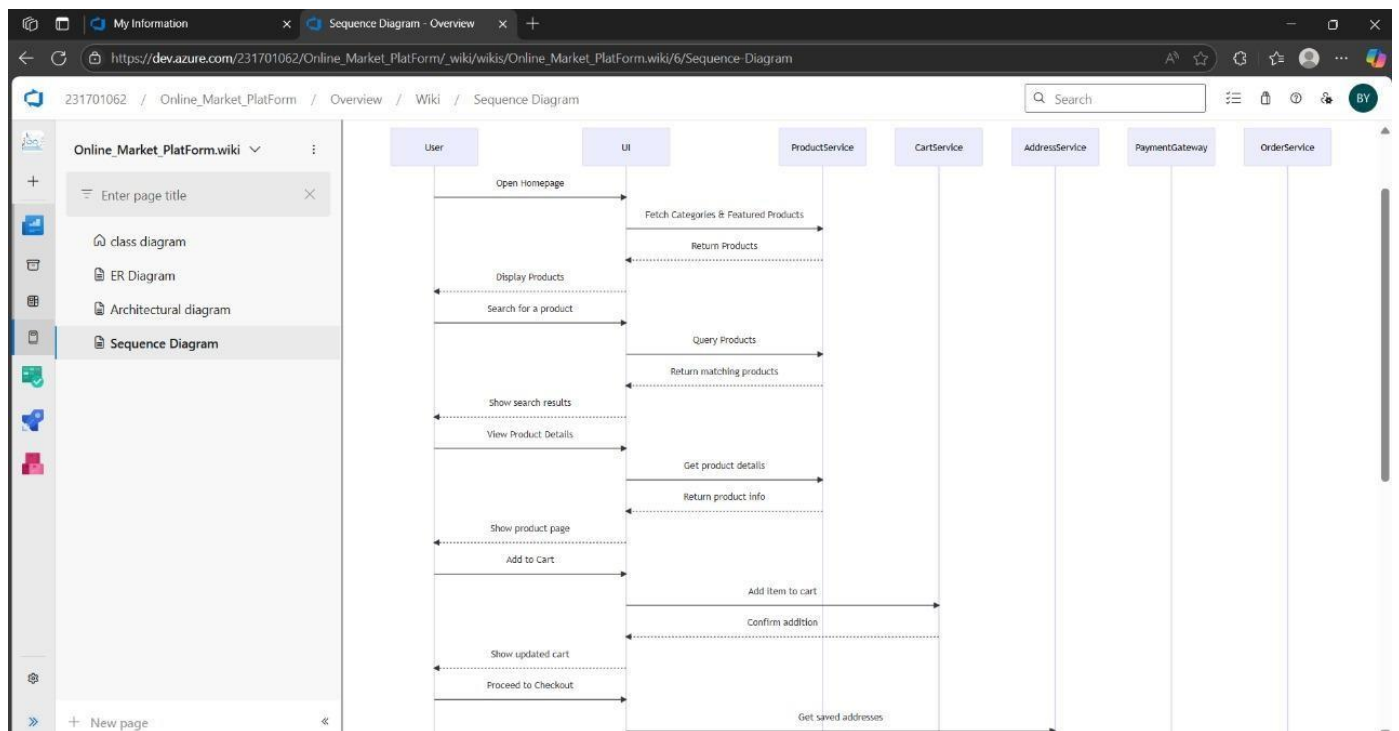 My Information
Sequence Diagram - Overview
https://dev.azure.com/231701062/Online_Market_PlatForm/_wiki/wikis/Online_Market_PlatForm.wiki/6/Sequence-Diagram
231701062 / Online_Market_PlatForm / Overview / Wiki / Sequence Diagram
Search
BY
Online_Market_PlatForm.wiki
Enter page title
class diagram
ER Diagram
Architectural diagram
Sequence Diagram
New page
User
UI
ProductService
CartService
AddressService
PaymentGateway
OrderService
Open Homepage
Fetch Categories & Featured Products
Return Products
Display Products
Search for a product
Query Products
Return matching products
Show search results
View Product Details
Get product details
Return product info
Show product page
Add to Cart
Add item to cart
Confirm addition
Show updated cart
Proceed to Checkout
Get saved addresses